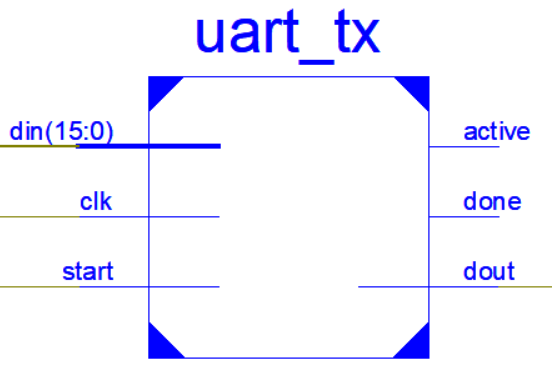 uart_tx
din(15:0)
active
clk
done
start
dout